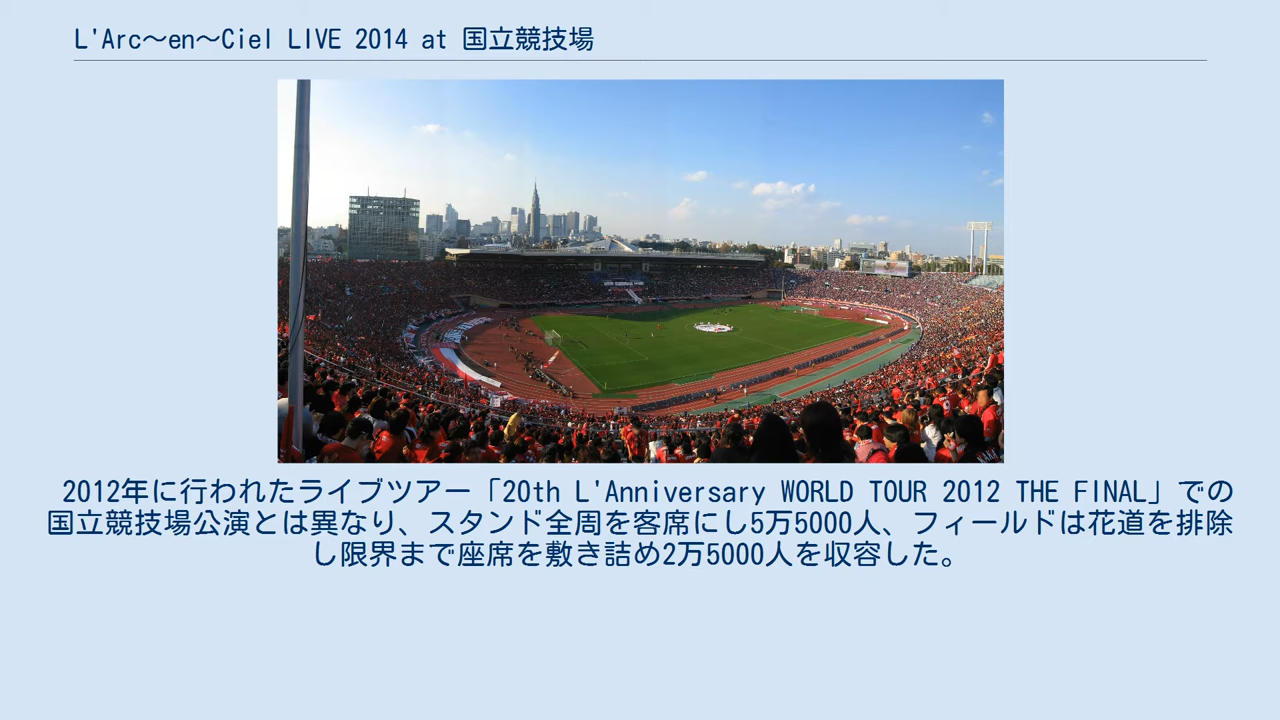 L'Arc〜en〜Ciel LIVE 2014 at 国立競技場
2012年に行われたライブツアー「20th L'Anniversary WORLD TOUR 2012 THE FINAL」での
国立競技場公演とは異なり、スタンド全周を客席にし5万5000人、フィールドは花道を排除
し限界まで座席を敷き詰め2万5000人を収容した。